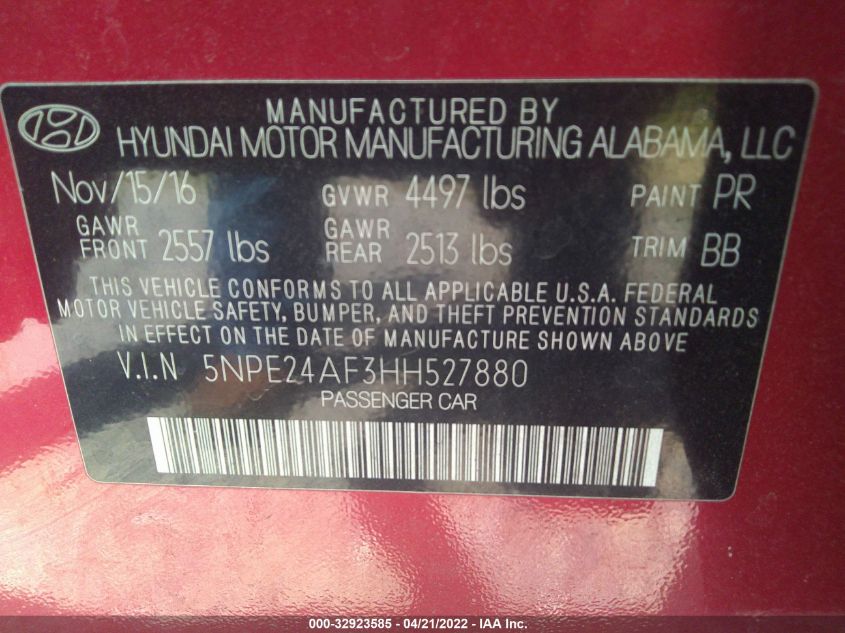 MANUFACTURED BY
HYUNDAI MOTOR MANUFACTURING ALABAMA, LLC
Nov/15/16 GVWR 4497 lbs PAINT PR
GAWR FRONT 2557 lbs GAWR REAR 2513 lbs TRIM BB
THIS VEHICLE CONFORMS TO ALL APPLICABLE U.S.A. FEDERAL
MOTOR VEHICLE SAFETY, BUMPER, AND THEFT PREVENTION STANDARDS
IN EFFECT ON THE DATE OF MANUFACTURE SHOWN ABOVE
V.I.N 5NPE24AF3HH527880
PASSENGER CAR
000-32923585 - 04/21/2022 - IAA Inc.